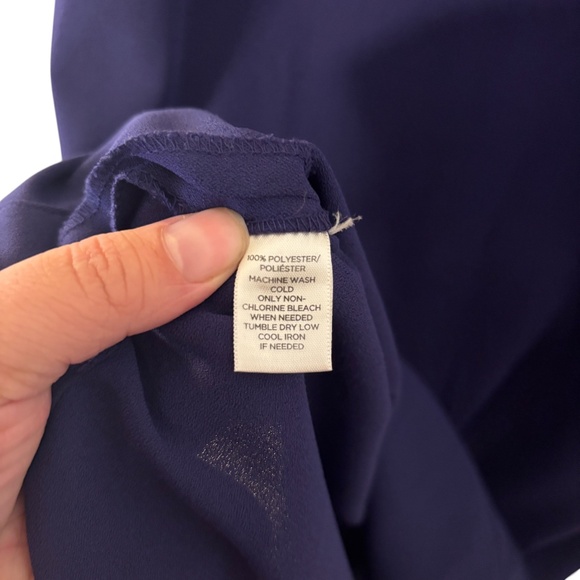 100% POLYESTER/
POLIÉSTER
MACHINE WASH
COLD
ONLY NON-
CHLORINE BLEACH
WHEN NEEDED
TUMBLE DRY LOW
COOL IRON
IF NEEDED